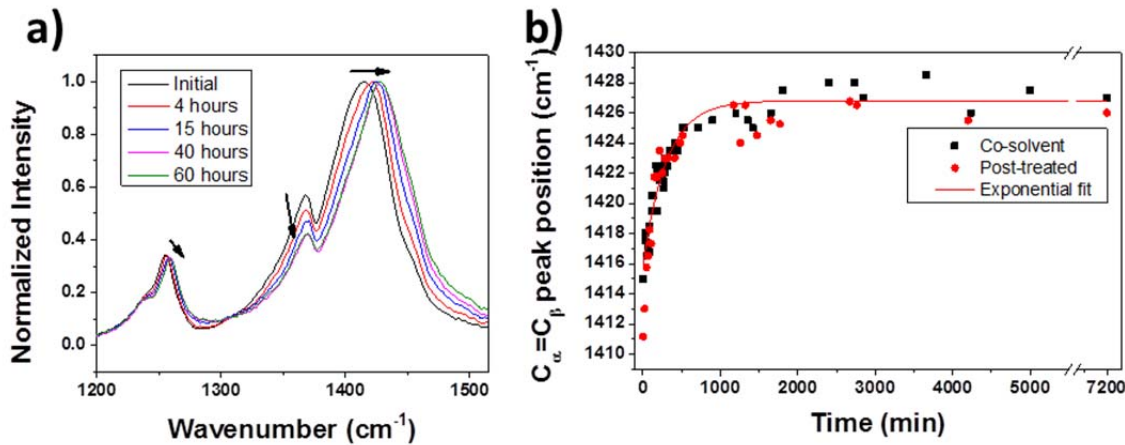 a)
Normalized Intensity
1.0
0.8
0.6
0.4
0.2
0.0
Initial
4 hours
15 hours
40 hours
60 hours
1200 1300 1400 1500
Wavenumber (cm⁻¹)
b)
C_α=C_β peak position (cm⁻¹)
1430
1428
1426
1424
1422
1420
1418
1416
1414
1412
1410
Co-solvent
Post-treated
Exponential fit
0 1000 2000 3000 4000 5000 7200
Time (min)